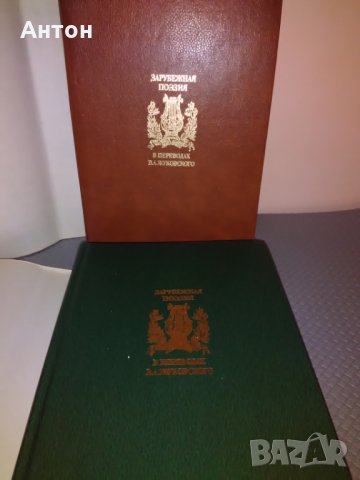 Антон
ЗАРУБЕЖНАЯ
ПОЭЗИЯ
В ПЕРЕВОДАХ
В.А.ЖУКОВСКОГО
ЗАРУБЕЖНАЯ
ПОЭЗИЯ
В ПЕРЕВОДАХ
В.А.ЖУКОВСКОГО
BAZAR